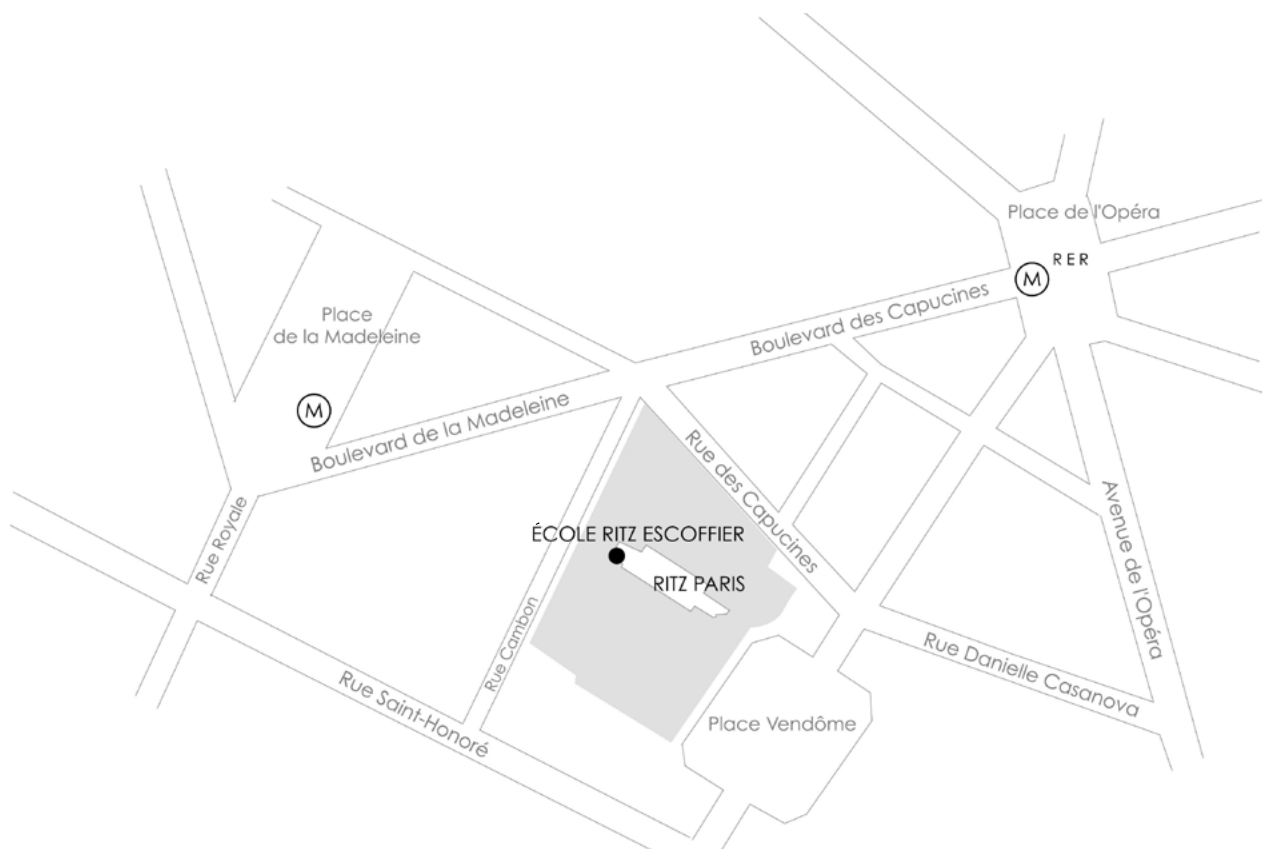 Place de l'Opéra
RER
M
Boulevard des Capucines
Place
de la Madeleine
M
Boulevard de la Madeleine
Rue des Capucines
Rue Royale
Avenue de l'Opéra
ÉCOLE RITZ ESCOFFIER
RITZ PARIS
Rue Cambon
Rue Danielle Casanova
Rue Saint-Honoré
Place Vendôme